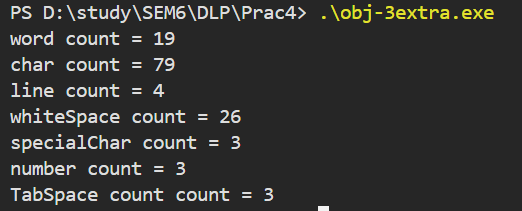 PS D:\study\SEM6\DLP\Prac4> .\obj-3extra.exe
word count = 19
char count = 79
line count = 4
whiteSpace count = 26
specialChar count = 3
number count = 3
TabSpace count count = 3